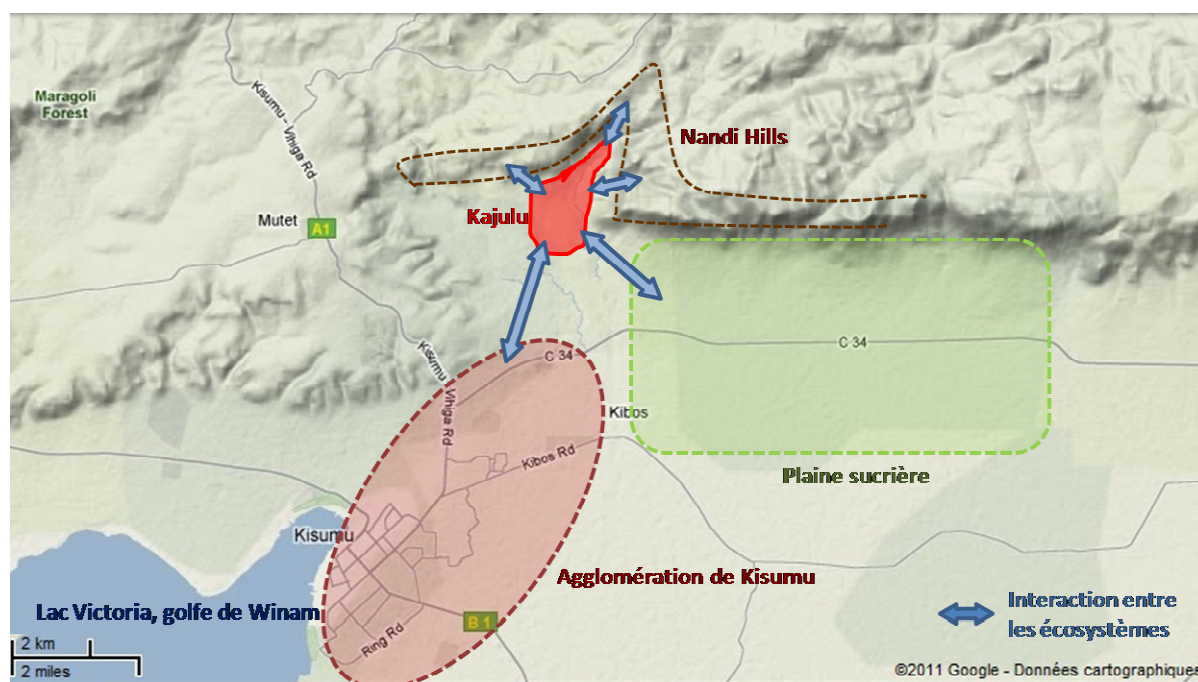 Maragoli
Forest
Kisumu - Vihiga Rd
Nandi Hills
Kajulu
Mutet
A1
C 34
C 34
Kisumu - Vihiga Rd
Kibos
Kibos Rd
Plaine sucrière
Kisumu
Agglomération de Kisumu
Lac Victoria, golfe de Winam
Interaction entre
les écosystèmes
B 1
Ring Rd
2 km
2 miles
©2011 Google - Données cartographiques